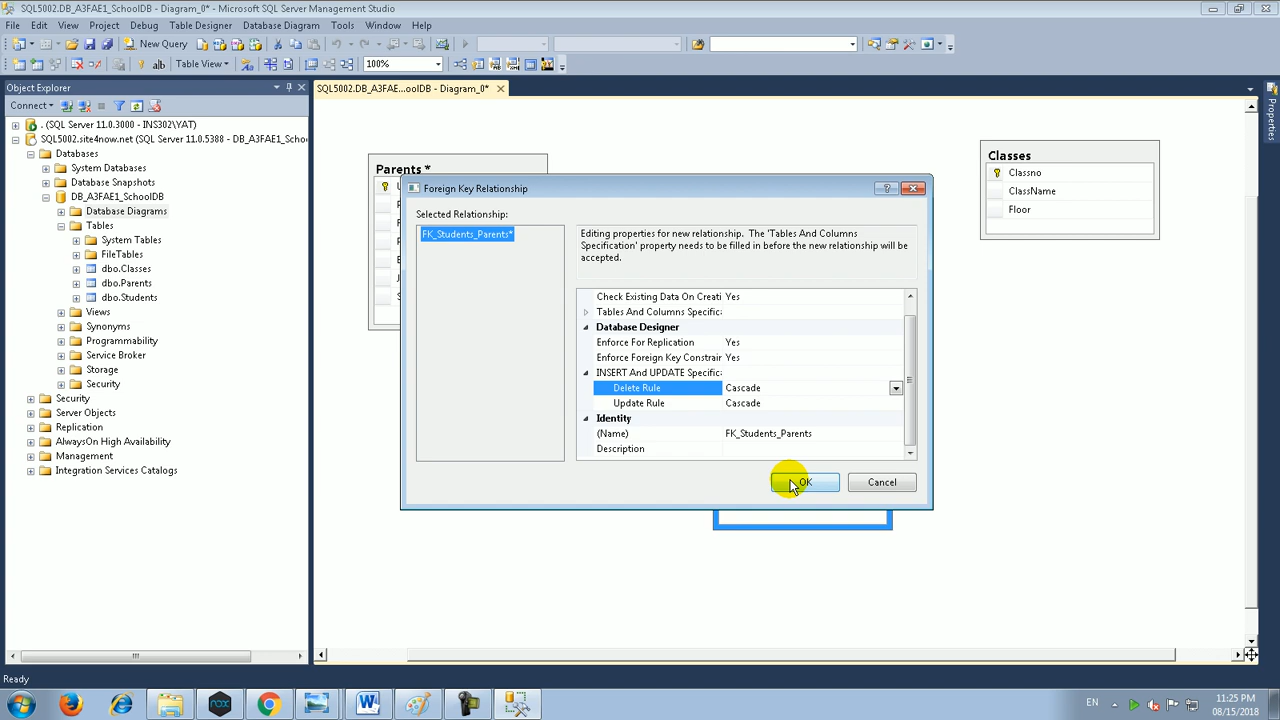 SQL5002.DB_A3FAE1_SchoolDB - Diagram_0* - Microsoft SQL Server Management Studio
File Edit View Project Debug Table Designer Database Diagram Tools Window Help
New Query
Table View 100%
Object Explorer
SQL5002.DB_A3FAE...oolDB - Diagram_0*
Properties
Connect
. (SQL Server 11.0.3000 - INS302\YAT)
SQL5002.site4now.net (SQL Server 11.0.5388 - DB_A3FAE1_Schoo
Databases
System Databases
Database Snapshots
DB_A3FAE1_SchoolDB
Database Diagrams
Tables
System Tables
FileTables
dbo.Classes
dbo.Parents
dbo.Students
Views
Synonyms
Programmability
Service Broker
Storage
Security
Security
Server Objects
Replication
AlwaysOn High Availability
Management
Integration Services Catalogs
Parents *
Classes
Classno
ClassName
Floor
Foreign Key Relationship
Selected Relationship:
FK_Students_Parents*
Editing properties for new relationship. The 'Tables And Columns
Specification' property needs to be filled in before the new relationship will be
accepted.
Check Existing Data On Creati Yes
Tables And Columns Specific
Database Designer
Enforce For Replication Yes
Enforce Foreign Key Constrair Yes
INSERT And UPDATE Specific
Delete Rule Cascade
Update Rule Cascade
Identity
(Name) FK_Students_Parents
Description
OK Cancel
Ready
EN
11:25 PM
08/15/2018